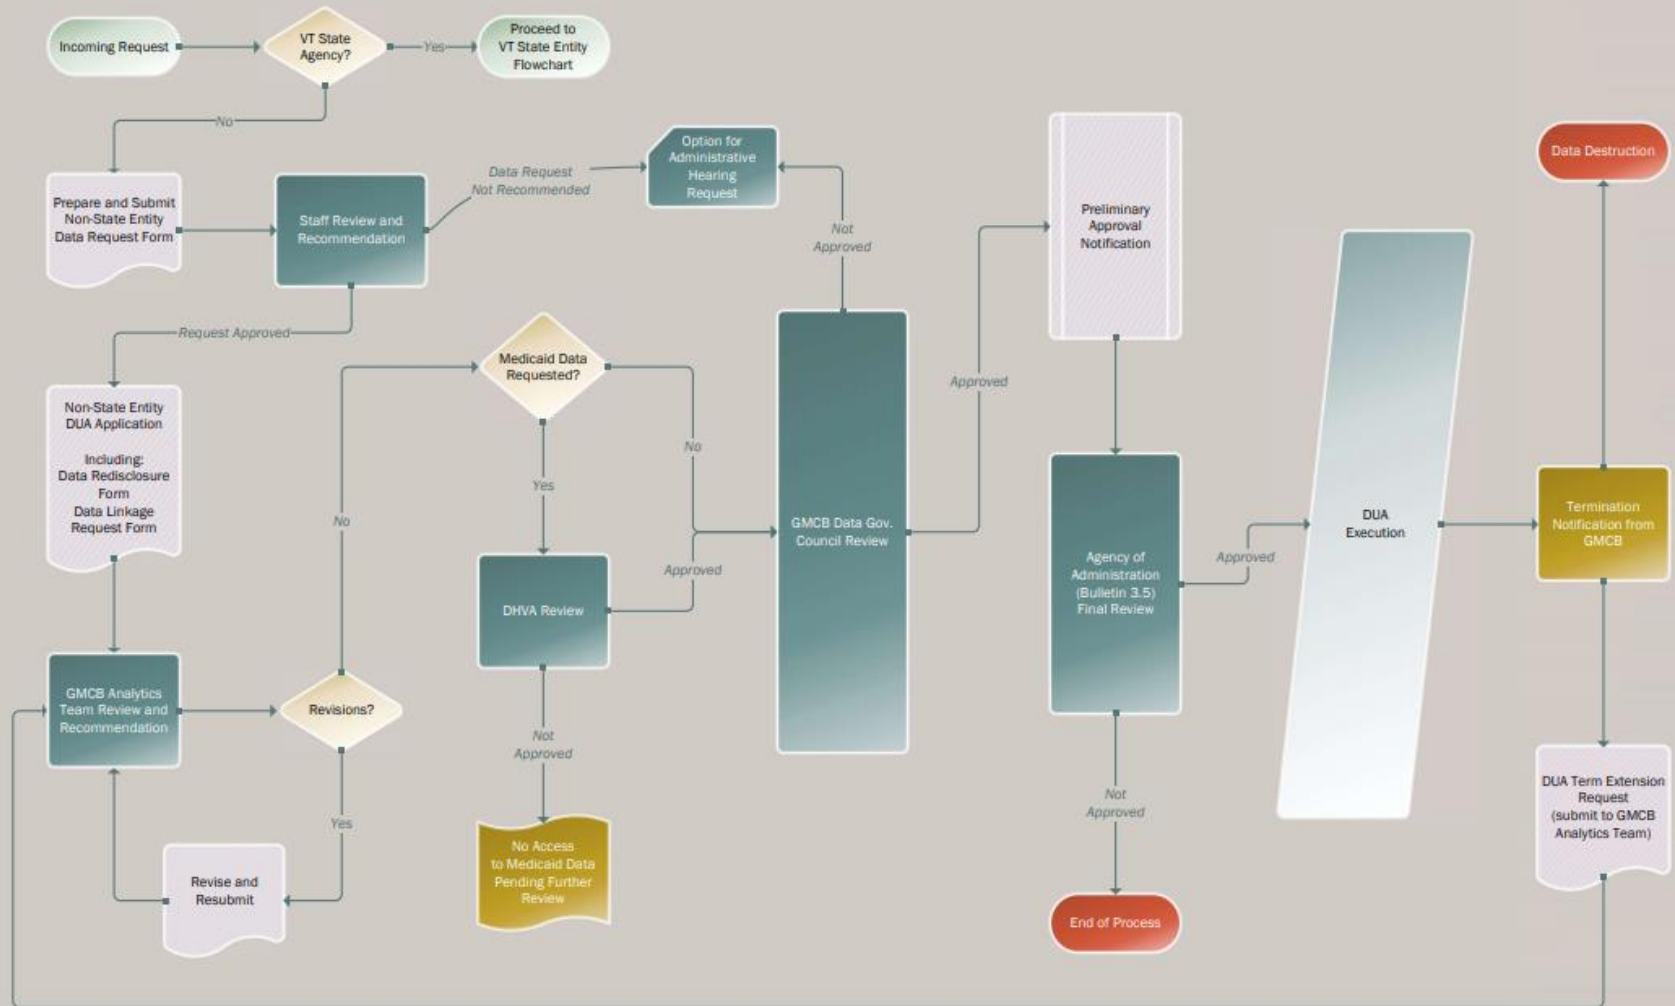 Incoming Request
VT State
Agency?
Yes
Proceed to
VT State Entity
Flowchart
No
Prepare and Submit
Non-State Entity
Data Request Form
Staff Review and
Recommendation
Data Request
Not Recommended
Option for
Administrative
Hearing
Request
Not
Approved
Request Approved
Non-State Entity
DUA Application
Including:
Data Redisclosure
Form
Data Linkage
Request Form
GMCB Analytics
Team Review and
Recommendation
Revisions?
No
Yes
Revise and
Resubmit
Medicaid Data
Requested?
No
Yes
DHVA Review
Approved
Not
Approved
No Access
to Medicaid Data
Pending Further
Review
GMCB Data Gov.
Council Review
Approved
Preliminary
Approval
Notification
Agency of
Administration
(Bulletin 3.5)
Final Review
Approved
Not
Approved
End of Process
DUA
Execution
Data Destruction
Termination
Notification from
GMCB
DUA Term Extension
Request
(submit to GMCB
Analytics Team)